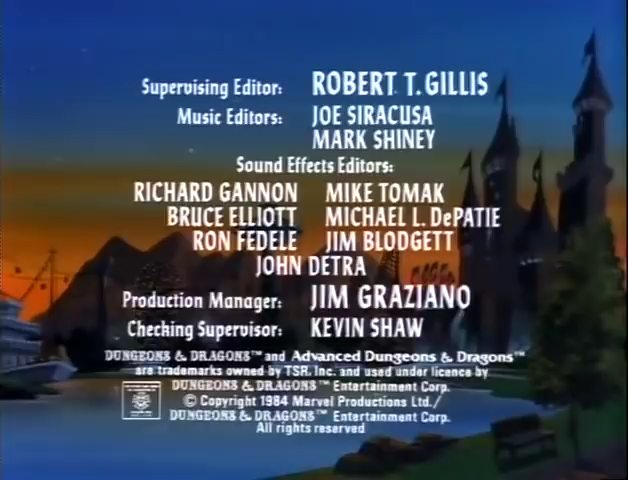 Supervising Editor: ROBERT T. GILLIS
Music Editors: JOE SIRACUSA
MARK SHINEY
Sound Effects Editors:
RICHARD GANNON MIKE TOMAK
BRUCE ELLIOTT MICHAEL L. DePATIE
RON FEDELE JIM BLODGETT
JOHN DETRA
Production Manager: JIM GRAZIANO
Checking Supervisor: KEVIN SHAW
DUNGEONS & DRAGONS™ and Advanced Dungeons & Dragons™
are trademarks owned by TSR, Inc. and used under licence by
DUNGEONS & DRAGONS™ Entertainment Corp.
© Copyright 1984 Marvel Productions Ltd./
DUNGEONS & DRAGONS™ Entertainment Corp.
All rights reserved